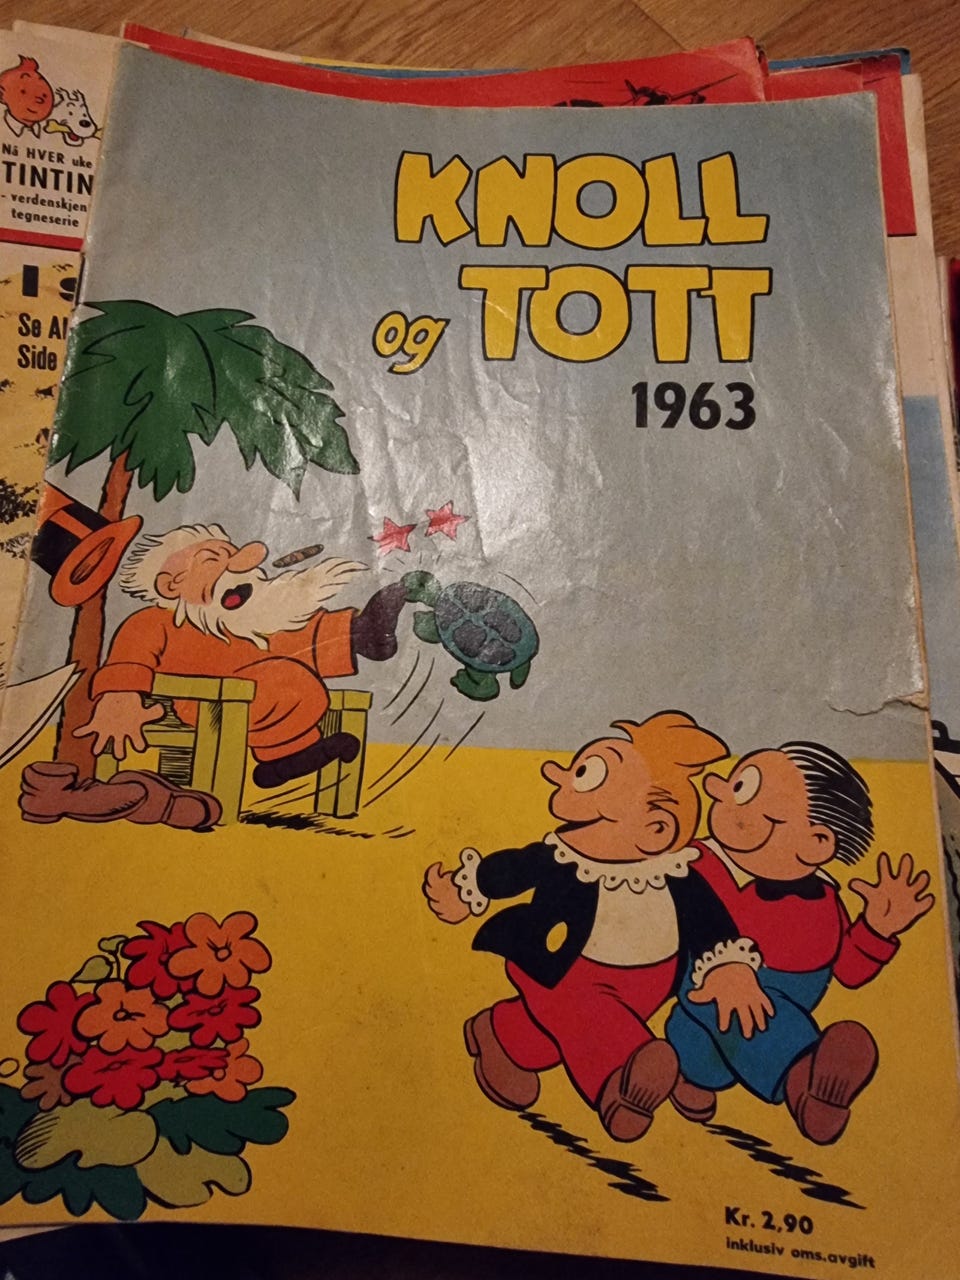 KNOLL
og TOTT
1963
Kr. 2,90
inklusiv oms.avgift
Nå HVER uke
TINTIN
- verdenskjen
tegneserie
Se Al
Side